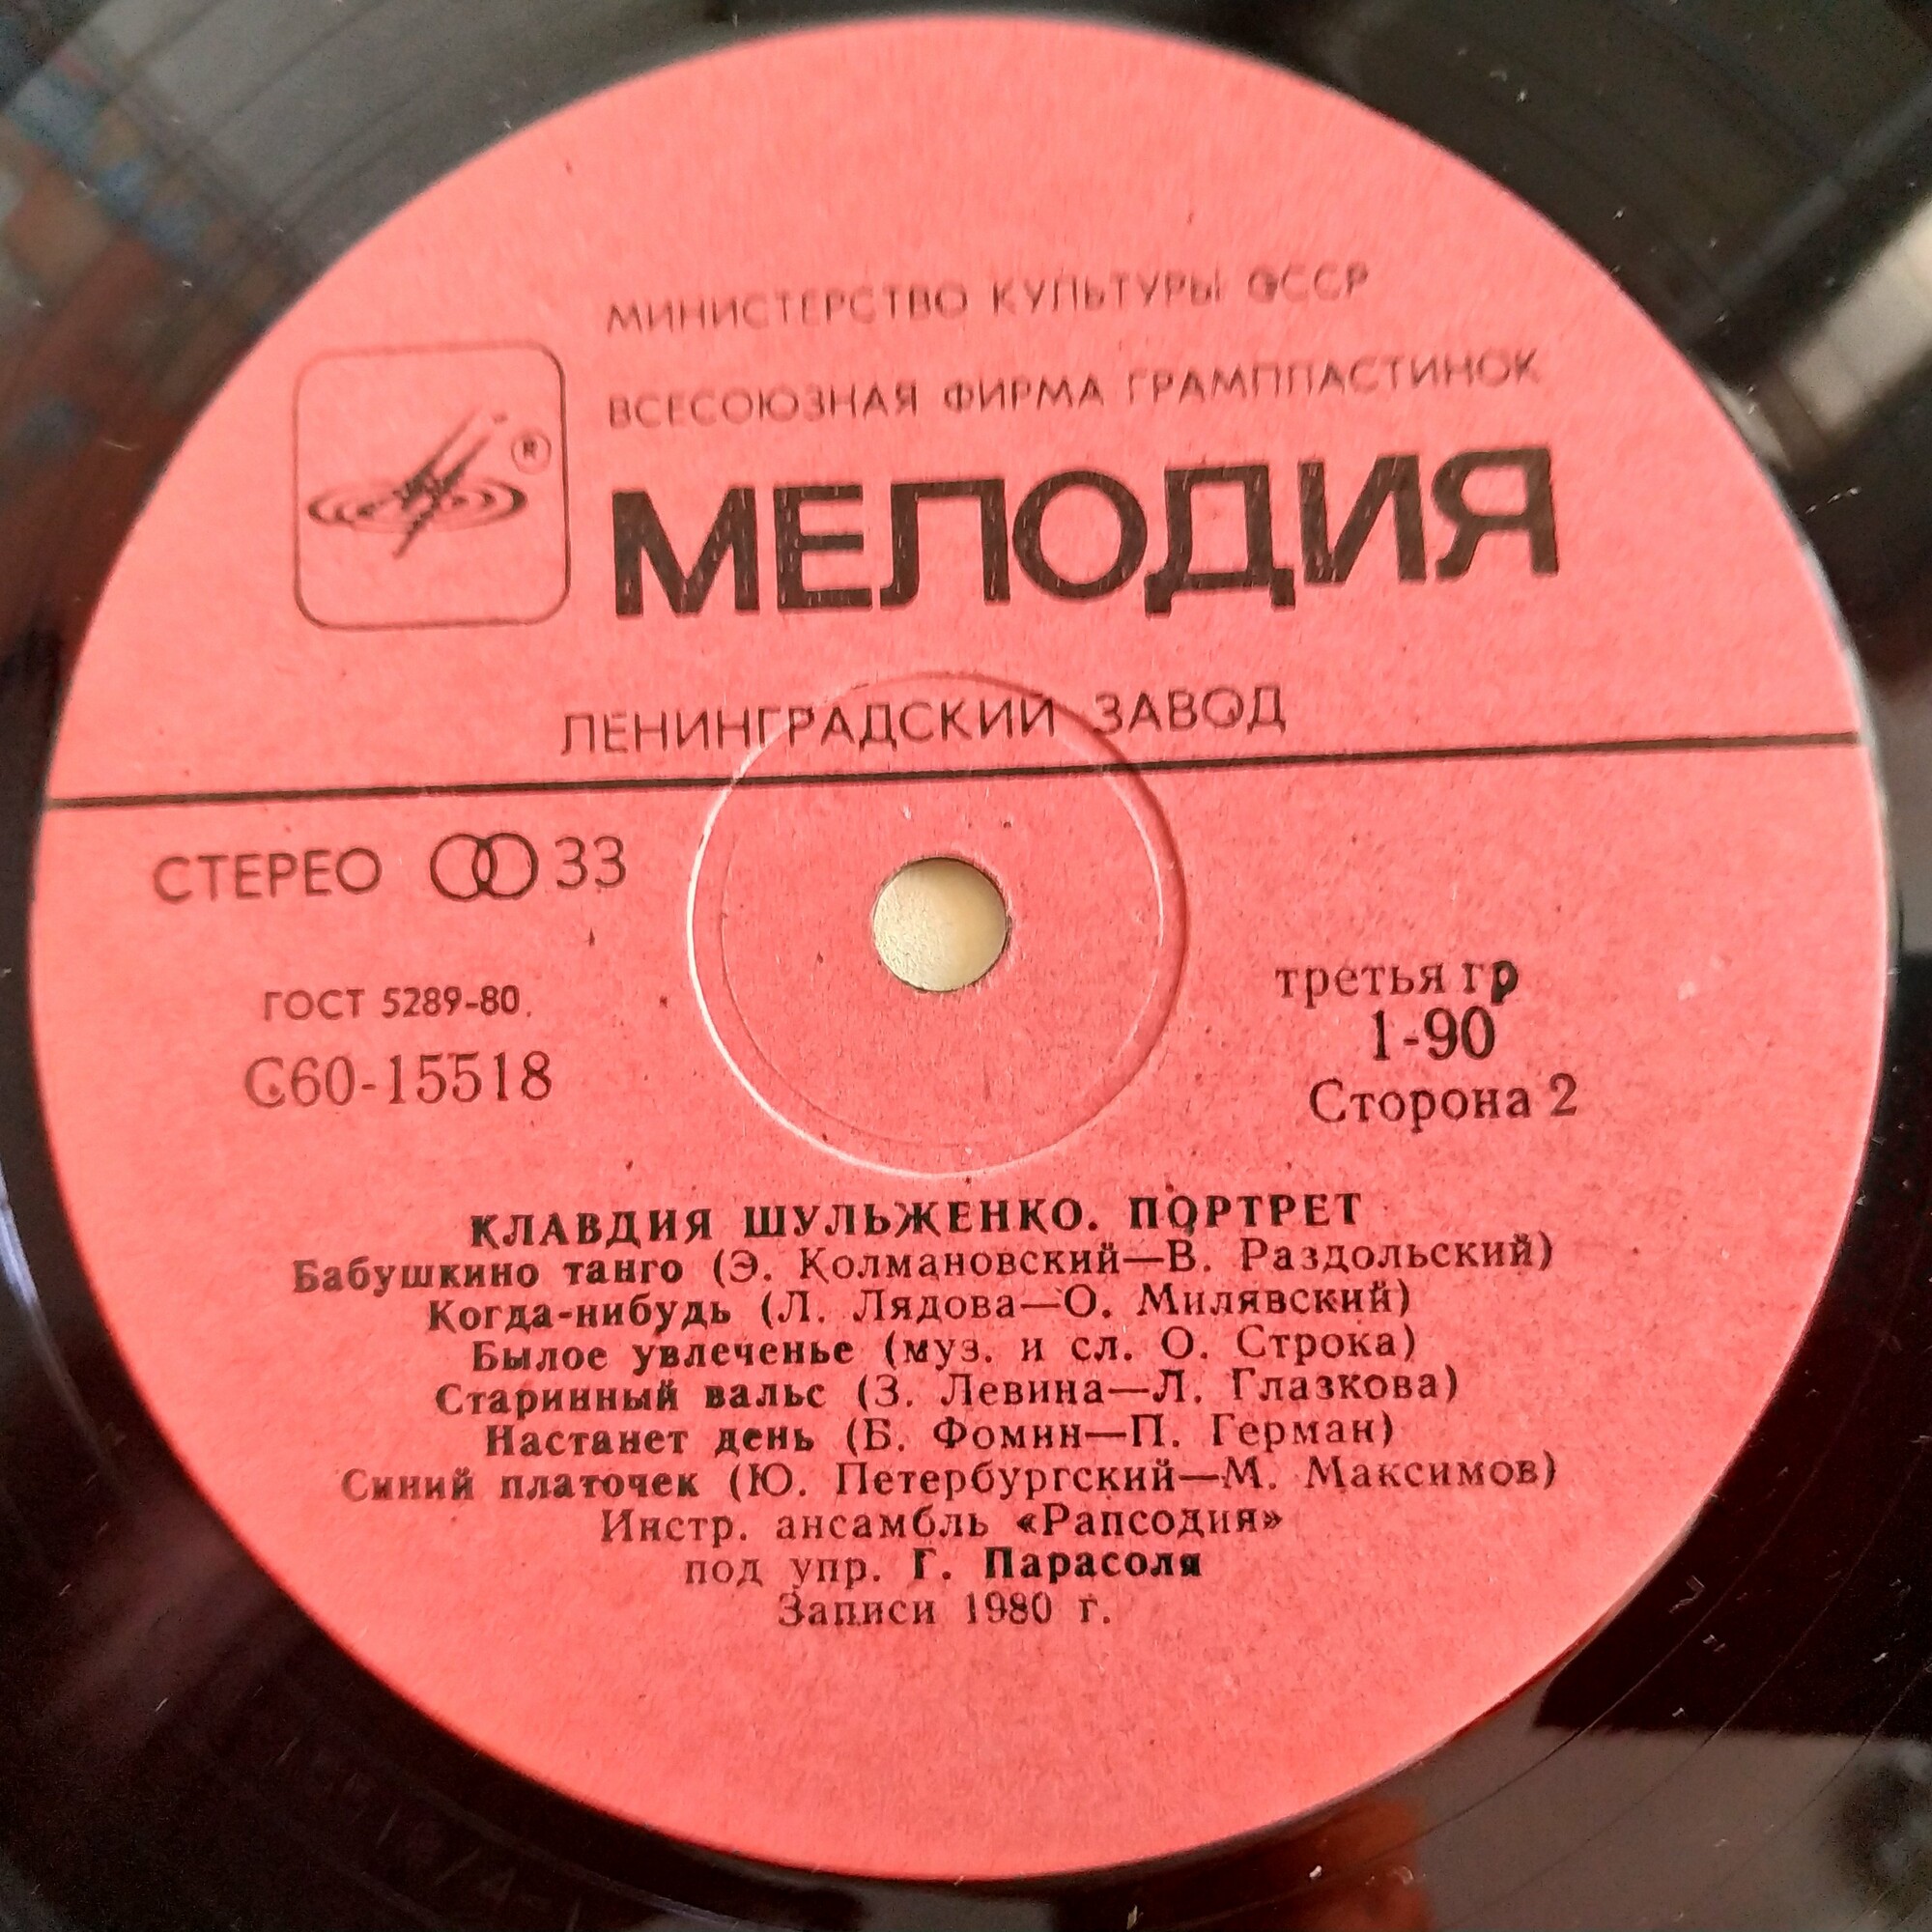 МИНИСТЕРСТВО КУЛЬТУРЫ СССР
ВСЕСОЮЗНАЯ ФИРМА ГРАМПЛАСТИНОК
®
МЕЛОДИЯ
ЛЕНИНГРАДСКИЙ ЗАВОД
СТЕРЕО 33
ГОСТ 5289-80.
С60-15518
третья гр
1-90
Сторона 2
КЛАВДИЯ ШУЛЬЖЕНКО. ПОРТРЕТ
Бабушкино танго (Э. Колмановский—В. Раздольский)
Когда-нибудь (Л. Лядова—О. Милявский)
Былое увлеченье (муз. и сл. О. Строка)
Старинный вальс (З. Левина—Л. Глазкова)
Настанет день (Б. Фомин—П. Герман)
Синий платочек (Ю. Петербургский—М. Максимов)
Инстр. ансамбль «Рапсодия»
под упр. Г. Парасоля
Записи 1980 г.